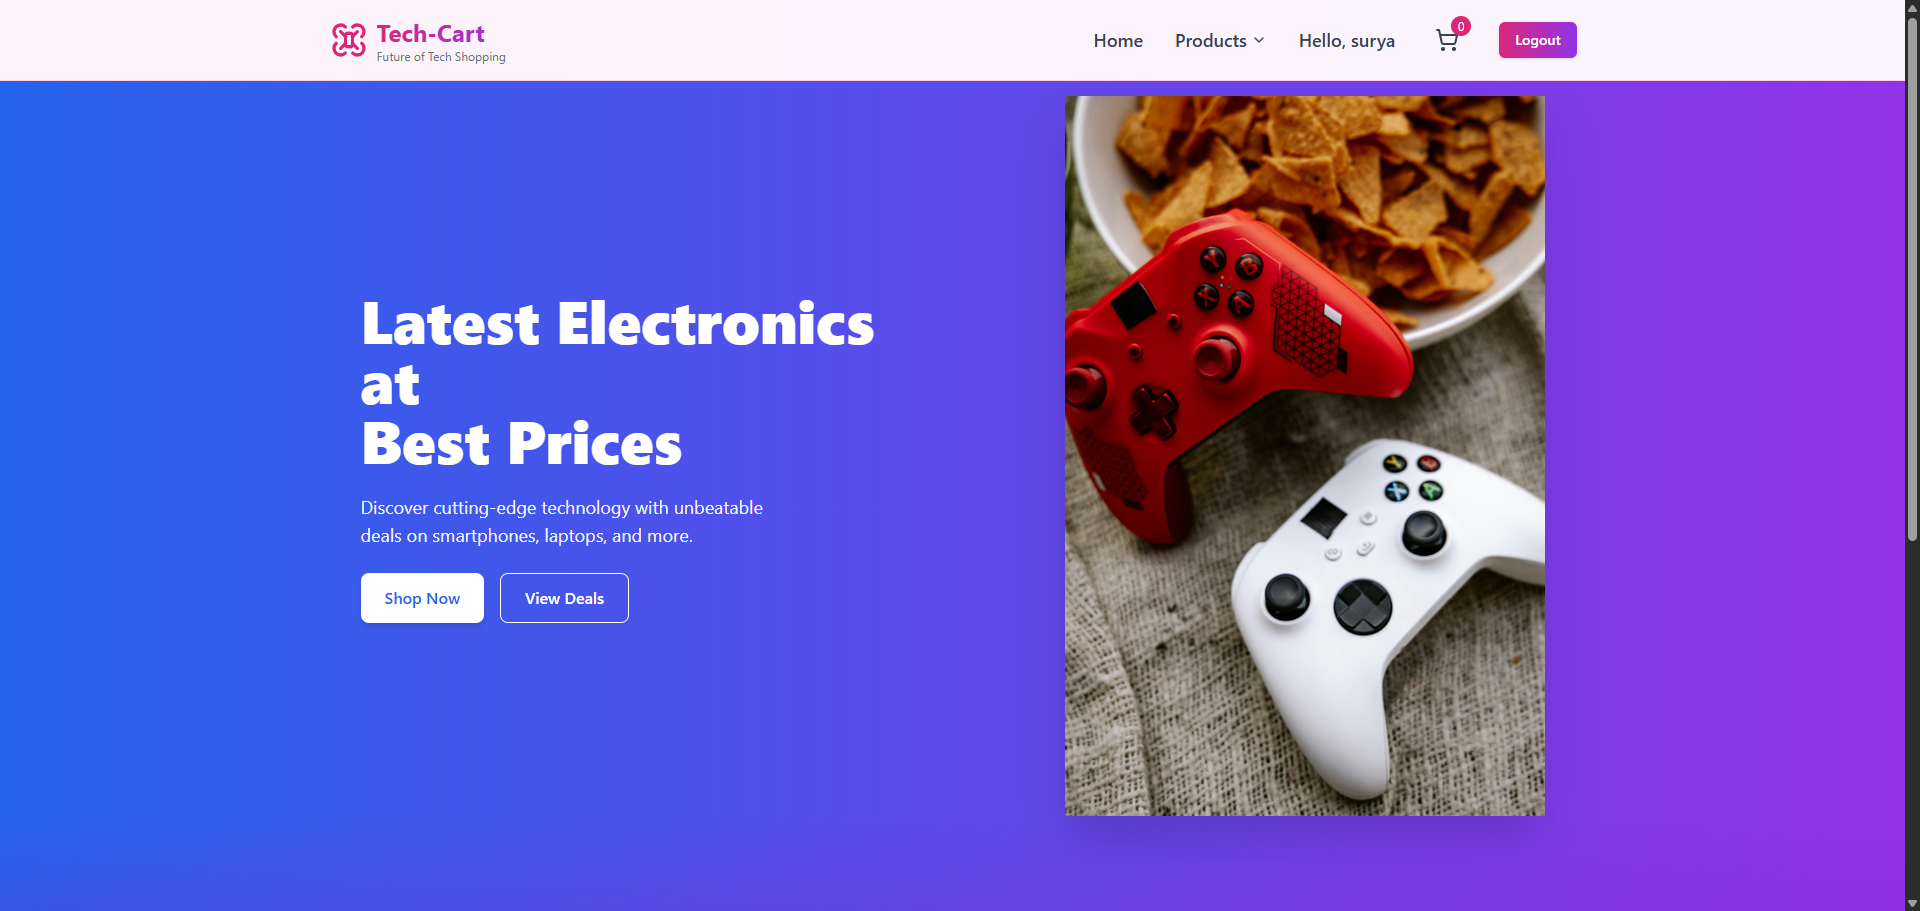 Tech-Cart
Future of Tech Shopping
Home
Products
Hello, surya
0
Logout
Latest Electronics
at
Best Prices
Discover cutting-edge technology with unbeatable
deals on smartphones, laptops, and more.
Shop Now
View Deals
Y
B
X
A
Y
B
X
A